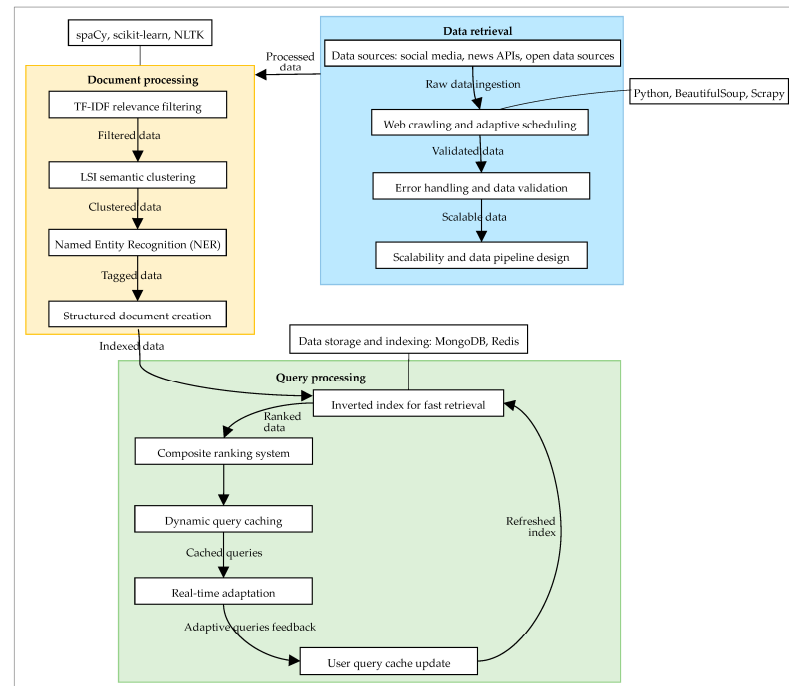 spaCy, scikit-learn, NLTK
Data retrieval
Data sources: social media, news APIs, open data sources
Processed
data
Document processing
Raw data ingestion
Python, BeautifulSoup, Scrapy
TF-IDF relevance filtering
Web crawling and adaptive scheduling
Filtered data
Validated data
LSI semantic clustering
Error handling and data validation
Clustered data
Scalable data
Named Entity Recognition (NER)
Scalability and data pipeline design
Tagged data
Structured document creation
Indexed data
Data storage and indexing: MongoDB, Redis
Query processing
Inverted index for fast retrieval
Ranked
data
Composite ranking system
Dynamic query caching
Refreshed
index
Cached queries
Real-time adaptation
Adaptive queries feedback
User query cache update